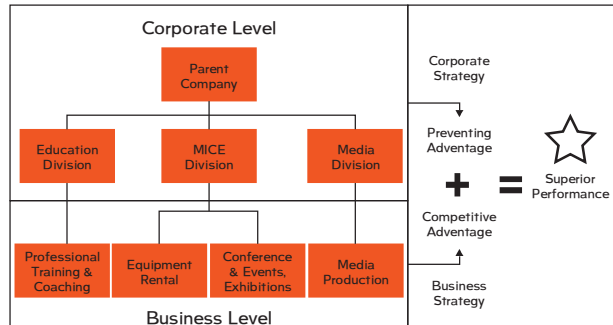 Corporate Level
Parent
Company
Education
Division
MICE
Division
Media
Division
Professional
Training &
Coaching
Equipment
Rental
Conference
& Events,
Exhibitions
Media
Production
Business Level
Corporate
Strategy
Preventing
Advantage
+
Competitive
Advantage
Business
Strategy
=
Superior
Performance